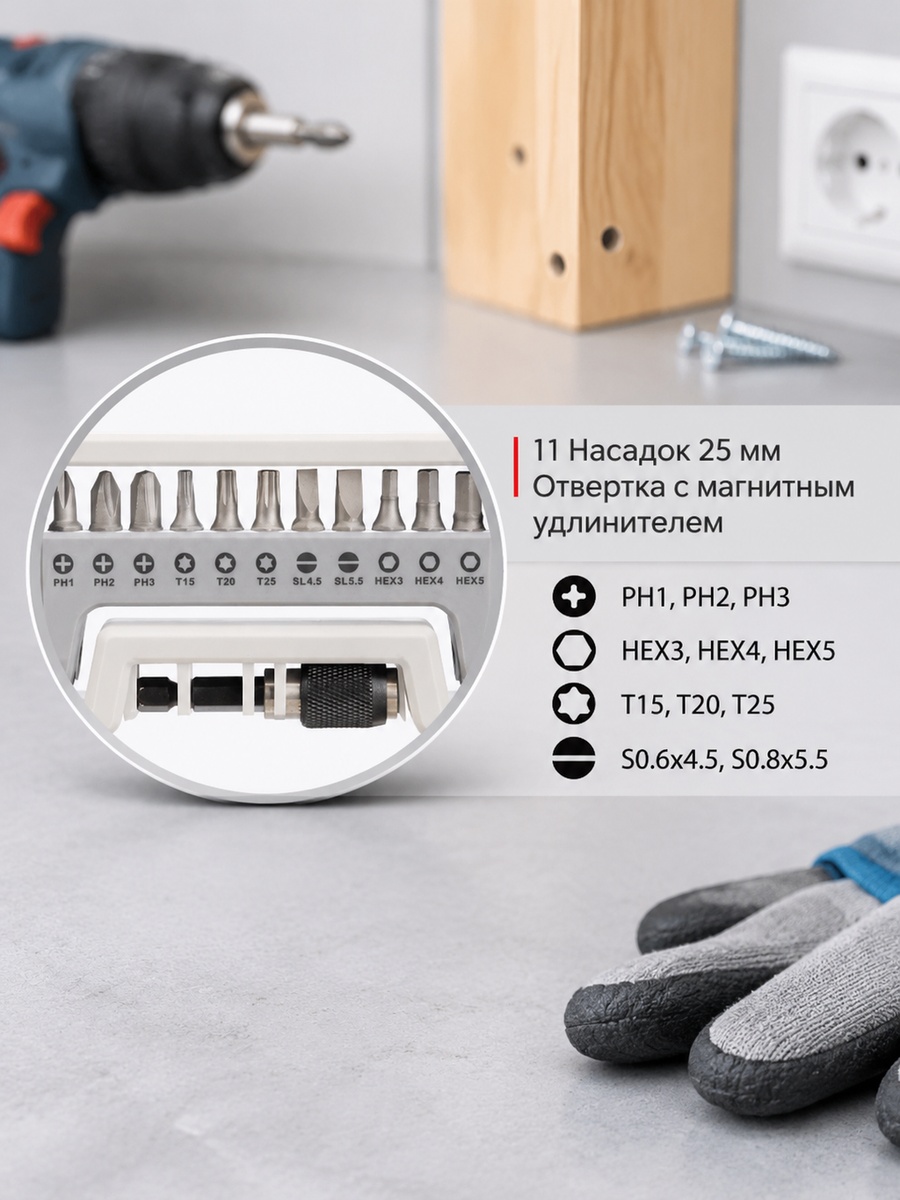 11 Насадок 25 мм
Отвертка с магнитным
удлинителем
PH1, PH2, PH3
HEX3, HEX4, HEX5
T15, T20, T25
S0.6x4.5, S0.8x5.5
PH1 PH2 PH3 T15 T20 T25 SL4.5 SL5.5 HEX3 HEX4 HEX5